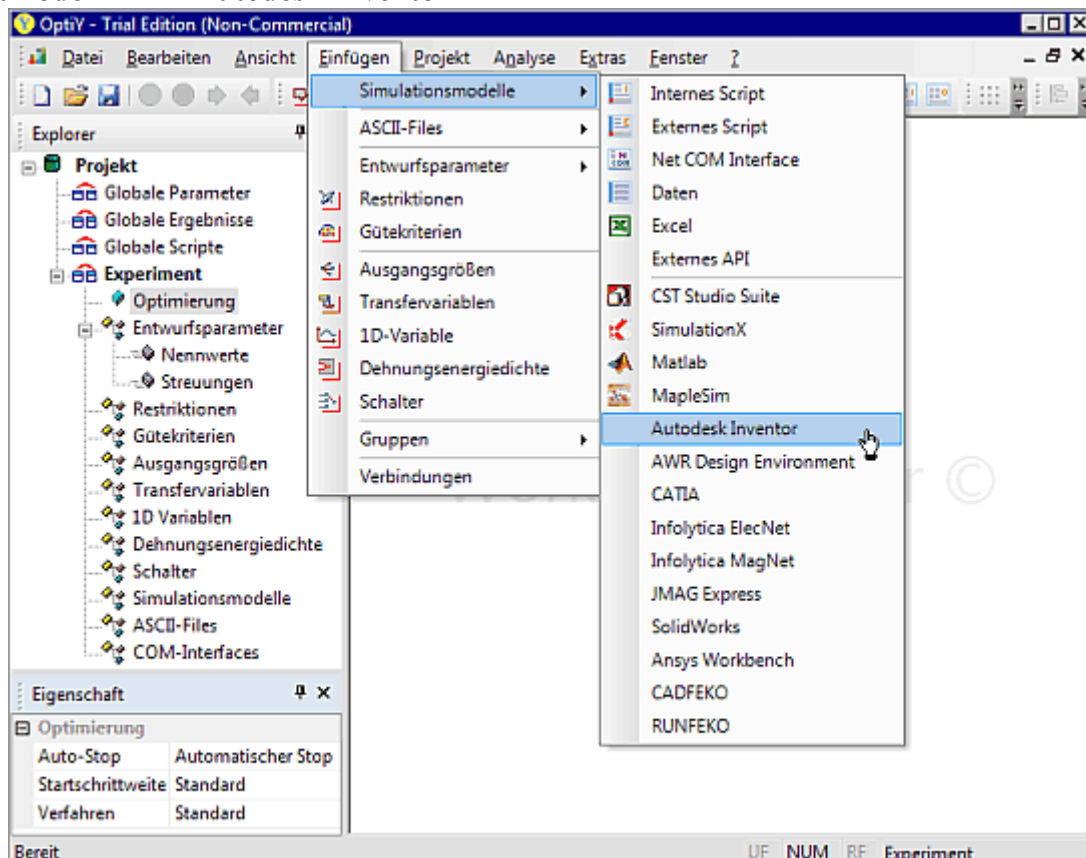 OptiY - Trial Edition (Non-Commercial)
Datei Bearbeiten Ansicht Einfügen Projekt Analyse Extras Fenster ?
Explorer
Projekt
Globale Parameter
Globale Ergebnisse
Globale Scripte
Experiment
Optimierung
Entwurfsparameter
Nennwerte
Streuungen
Restriktionen
Gütekriterien
Ausgangsgrößen
Transfervariablen
1D Variablen
Dehnungsenergiedichte
Schalter
Simulationsmodelle
ASCII-Files
COM-Interfaces
Simulationsmodelle
ASCII-Files
Entwurfsparameter
Restriktionen
Gütekriterien
Ausgangsgrößen
Transfervariablen
1D-Variable
Dehnungsenergiedichte
Schalter
Gruppen
Verbindungen
Internes Script
Externes Script
Net COM Interface
Daten
Excel
Externes API
CST Studio Suite
SimulationX
Matlab
MapleSim
Autodesk Inventor
AWR Design Environment
CATIA
Infolytica ElecNet
Infolytica MagNet
JMAG Express
SolidWorks
Ansys Workbench
CADFEKO
RUNFEKO
r ©
Eigenschaft
Optimierung
Auto-Stop Automatischer Stop
Startschrittweite Standard
Verfahren Standard
Bereit
UF NUM RF Experiment